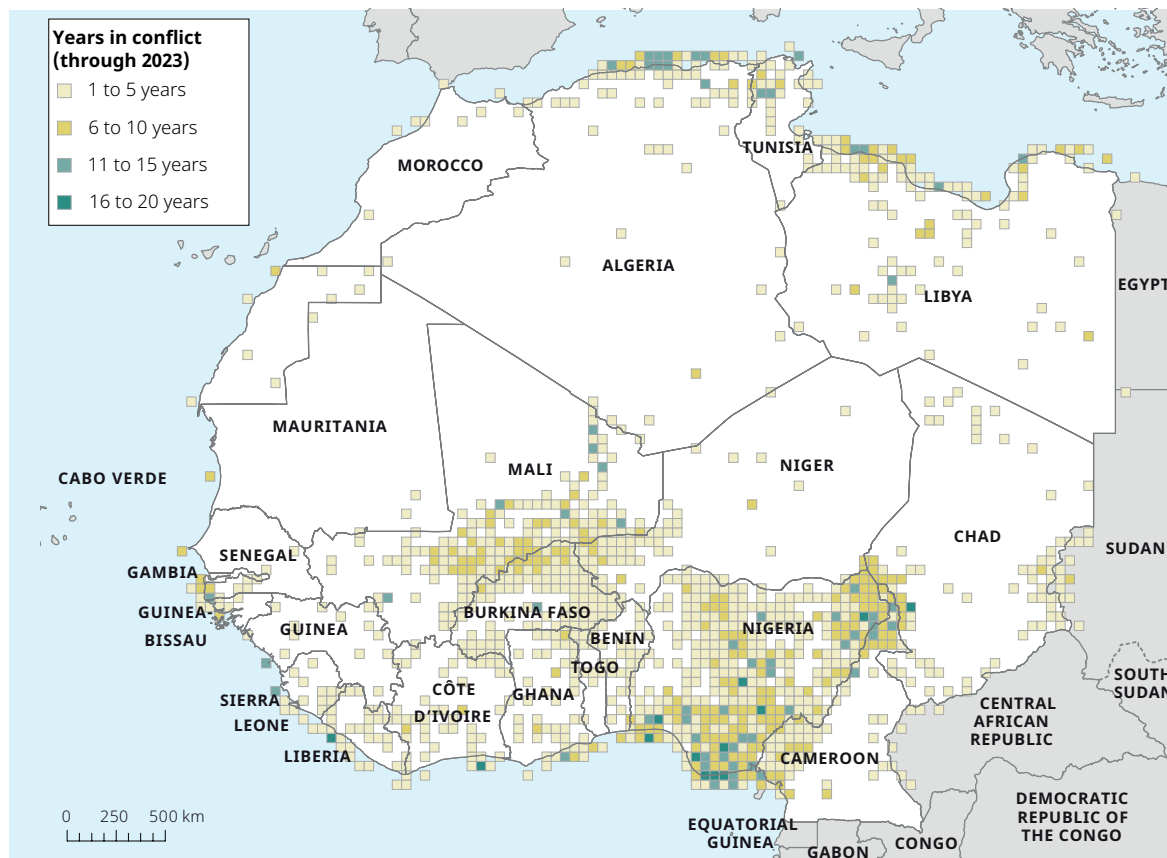 Years in conflict
(through 2023)
1 to 5 years
6 to 10 years
11 to 15 years
16 to 20 years
MOROCCO
TUNISIA
ALGERIA
LIBYA
EGYPT
MAURITANIA
CABO VERDE
MALI
NIGER
CHAD
SUDAN
SENEGAL
GAMBIA
GUINEA-
BISSAU
GUINEA
BURKINA FASO
BENIN
NIGERIA
TOGO
GHANA
CÔTE
D'IVOIRE
SIERRA
LEONE
LIBERIA
SOUTH
SUDAN
CENTRAL
AFRICAN
REPUBLIC
CAMEROON
EQUATORIAL
GUINEA
GABON
CONGO
DEMOCRATIC
REPUBLIC OF
THE CONGO
0 250 500 km